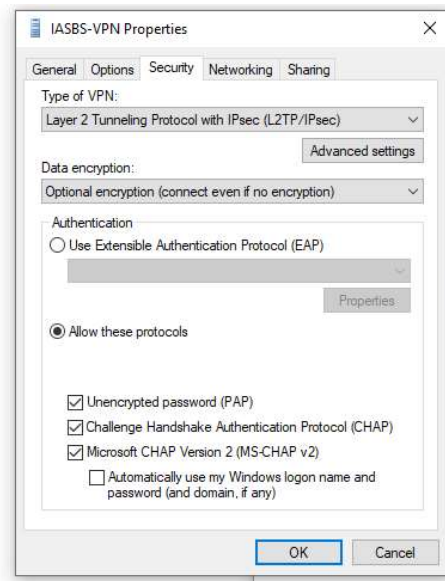 IASBS-VPN Properties
General Options Security Networking Sharing
Type of VPN:
Layer 2 Tunneling Protocol with IPsec (L2TP/IPsec)
Advanced settings
Data encryption:
Optional encryption (connect even if no encryption)
Authentication
Use Extensible Authentication Protocol (EAP)
Properties
Allow these protocols
Unencrypted password (PAP)
Challenge Handshake Authentication Protocol (CHAP)
Microsoft CHAP Version 2 (MS-CHAP v2)
Automatically use my Windows logon name and
password (and domain, if any)
OK Cancel